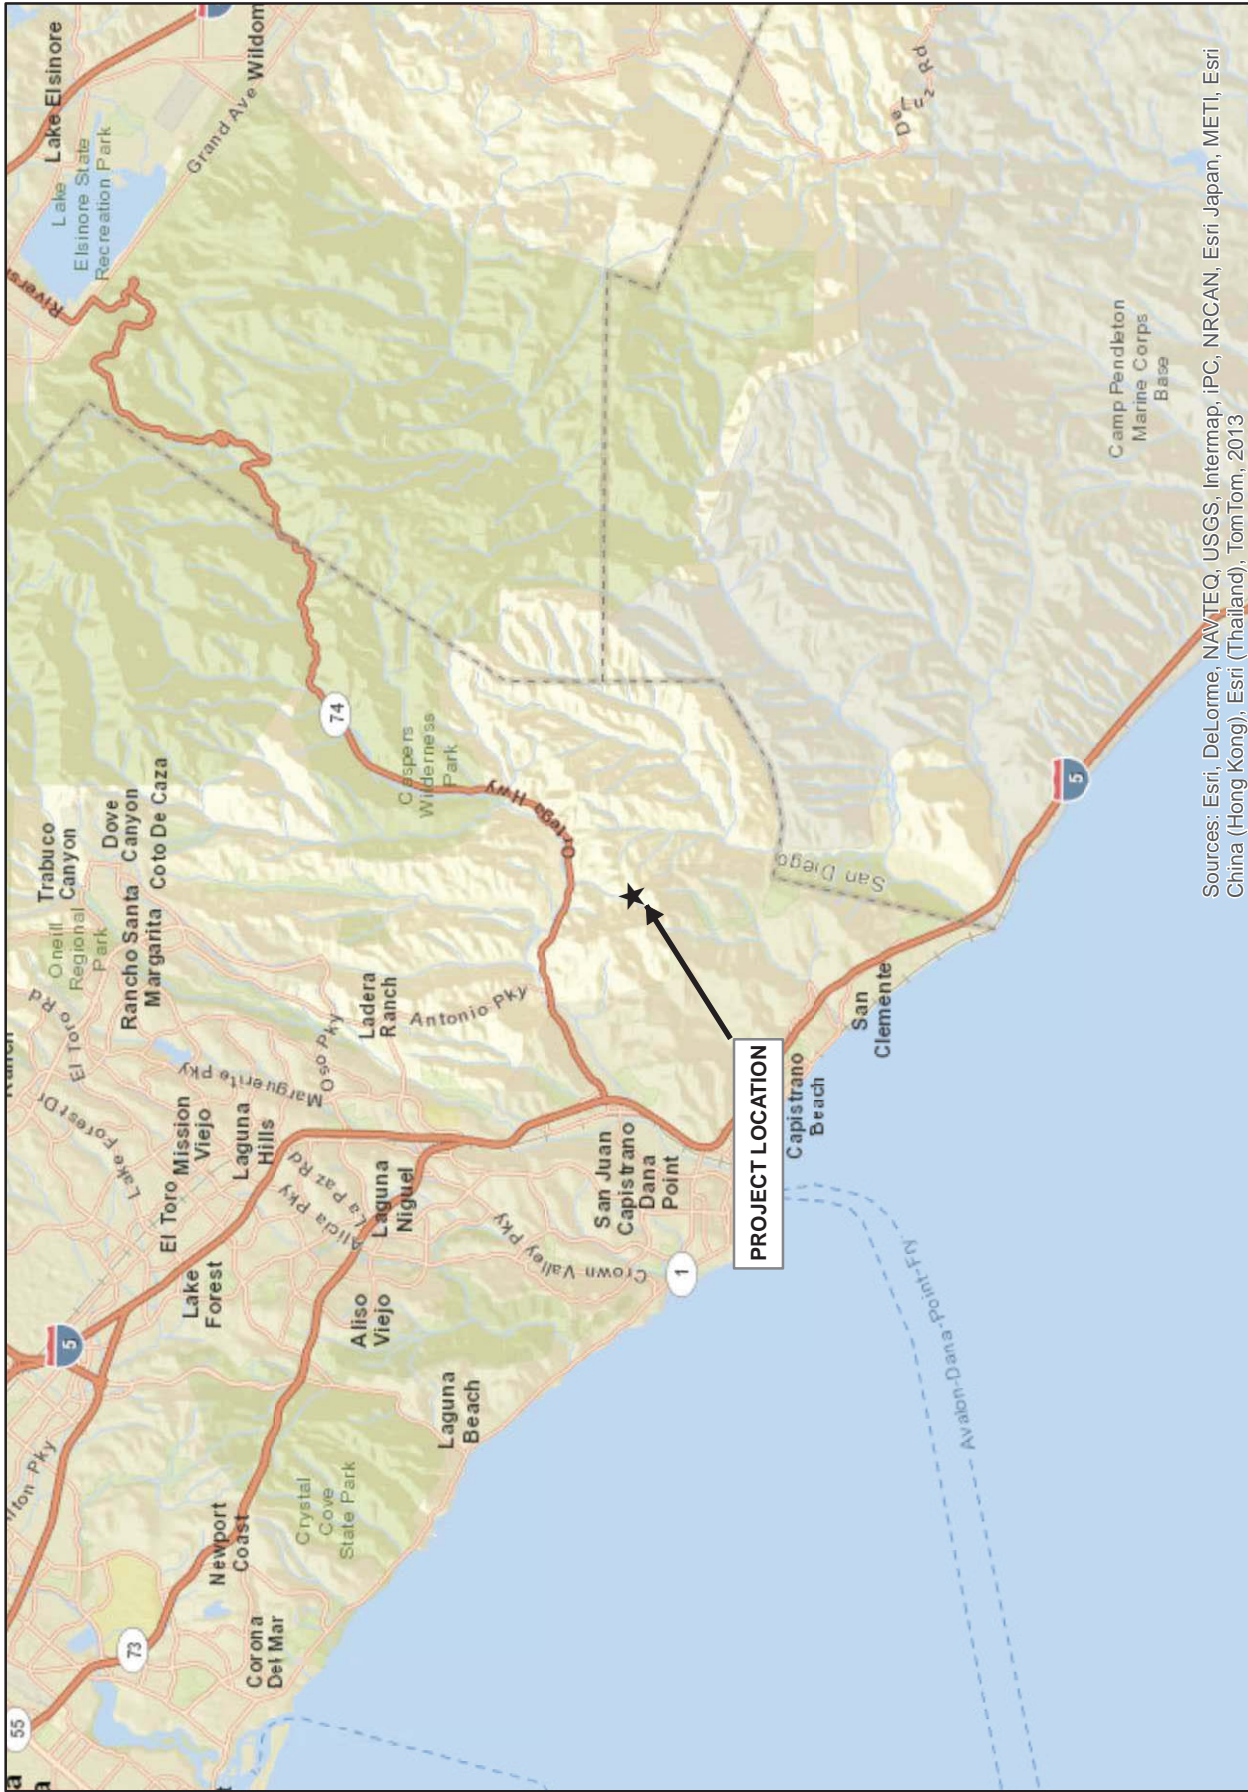 55
5
Lake Elsinore
a
a
Trabuco
Canyon
Lake
Elsinore State
Recreation Park
Oneill
Regional
Park
El Toro Rd
Lake Forest Dr
Riversi
73
lton Pky
5
Dove
Canyon
Rancho Santa
Margarita
Coto De Caza
El Toro
Mission
Viejo
Lake
Forest
Laguna
Hills
Marguerite Pky
Grand Ave
Wildom
Newport
Coast
Corona
Del Mar
Crystal
Cove
State Park
Alicia Pky
La Paz Rd
Oso Pky
74
Aliso
Viejo
Laguna
Niguel
Ladera
Ranch
Antonio Pky
Caspers
Wilderness
Park
Laguna
Beach
Crown Valley Pky
Ortega Hwy
San Juan
Capistrano
Dana
Point
1
PROJECT LOCATION
Capistrano
Beach
San Diego
San
Clemente
De Luz Rd
Avalon-Dana-Point-Fry
5
Camp Pendleton
Marine Corps
Base
Sources: Esri, DeLorme, NAVTEQ, USGS, Intermap, iPC, NRCAN, Esri Japan, METI, Esri
China (Hong Kong), Esri (Thailand), TomTom, 2013